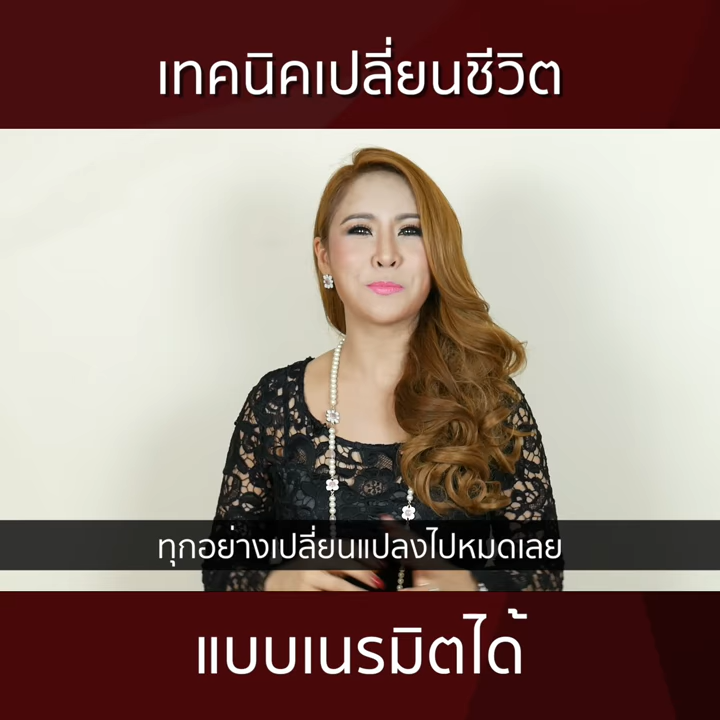 เทคนิคเปลี่ยนชีวิต
ทุกอย่างเปลี่ยนแปลงไปหมดเลย
แบบเนรมิตได้